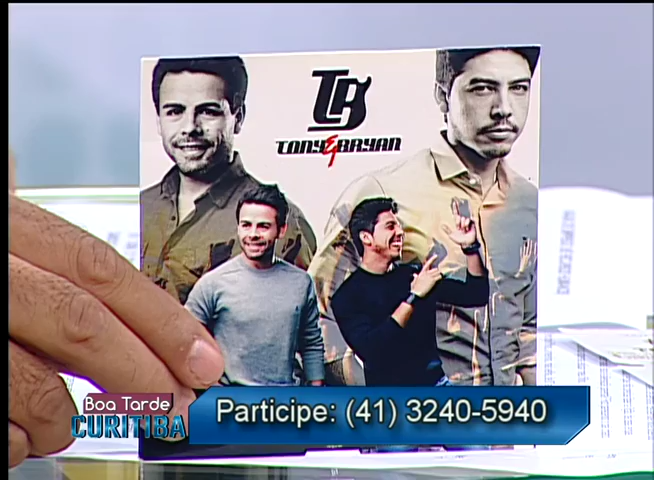 TB
TONY & BRYAN
Boa Tarde
CURITIBA
Participe: (41) 3240-5940